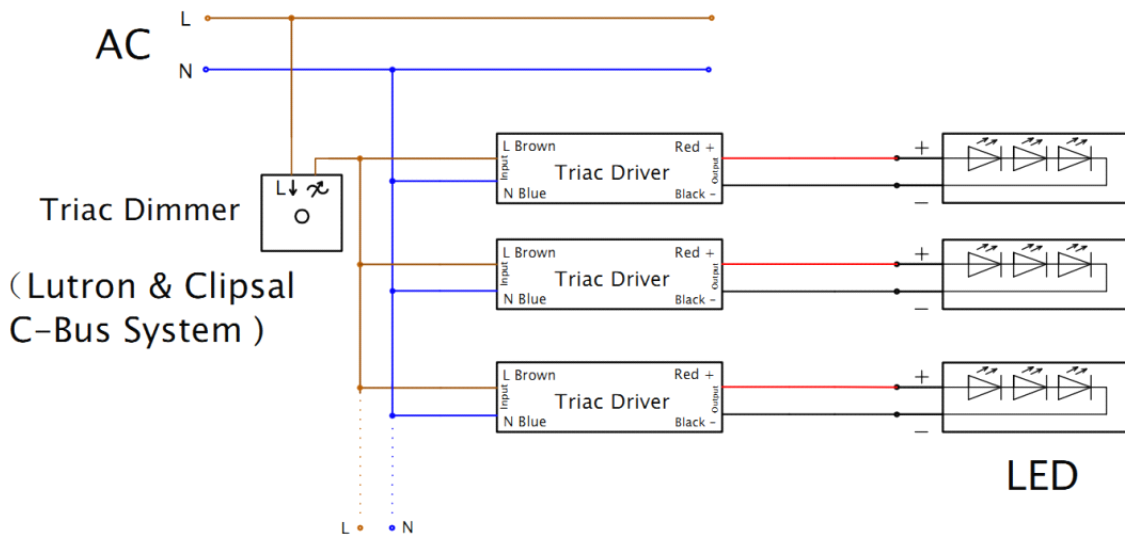 L
AC
N
L
Triac Dimmer
（Lutron & Clipsal
C-Bus System )
L Brown
Input
N Blue
Triac Driver
Red +
Output
Black -
+
−
L Brown
Input
N Blue
Triac Driver
Red +
Output
Black -
+
−
L Brown
Input
N Blue
Triac Driver
Red +
Output
Black -
+
−
LED
L
N